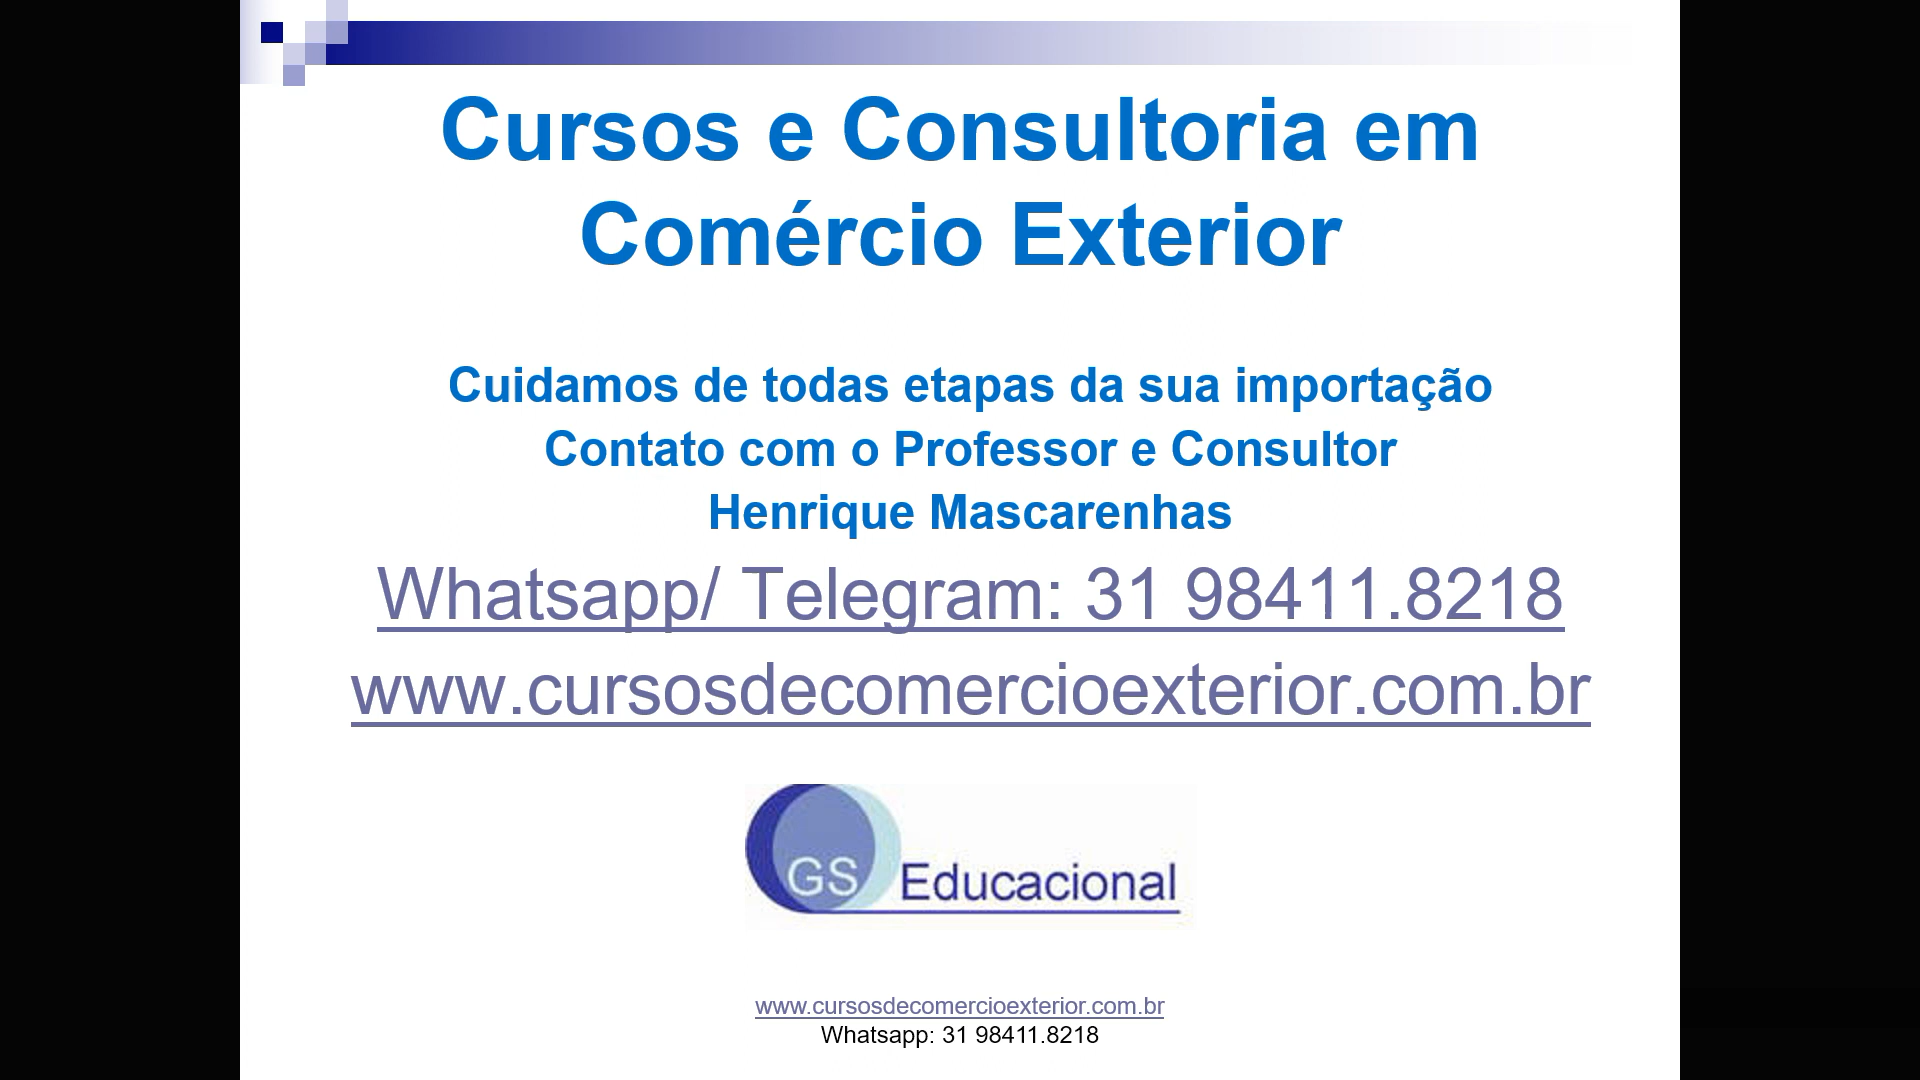 Cursos e Consultoria em
Comércio Exterior
Cuidamos de todas etapas da sua importação
Contato com o Professor e Consultor
Henrique Mascarenhas
Whatsapp/ Telegram: 31 98411.8218
www.cursosdecomercioexterior.com.br
GS Educacional
www.cursosdecomercioexterior.com.br
Whatsapp: 31 98411.8218